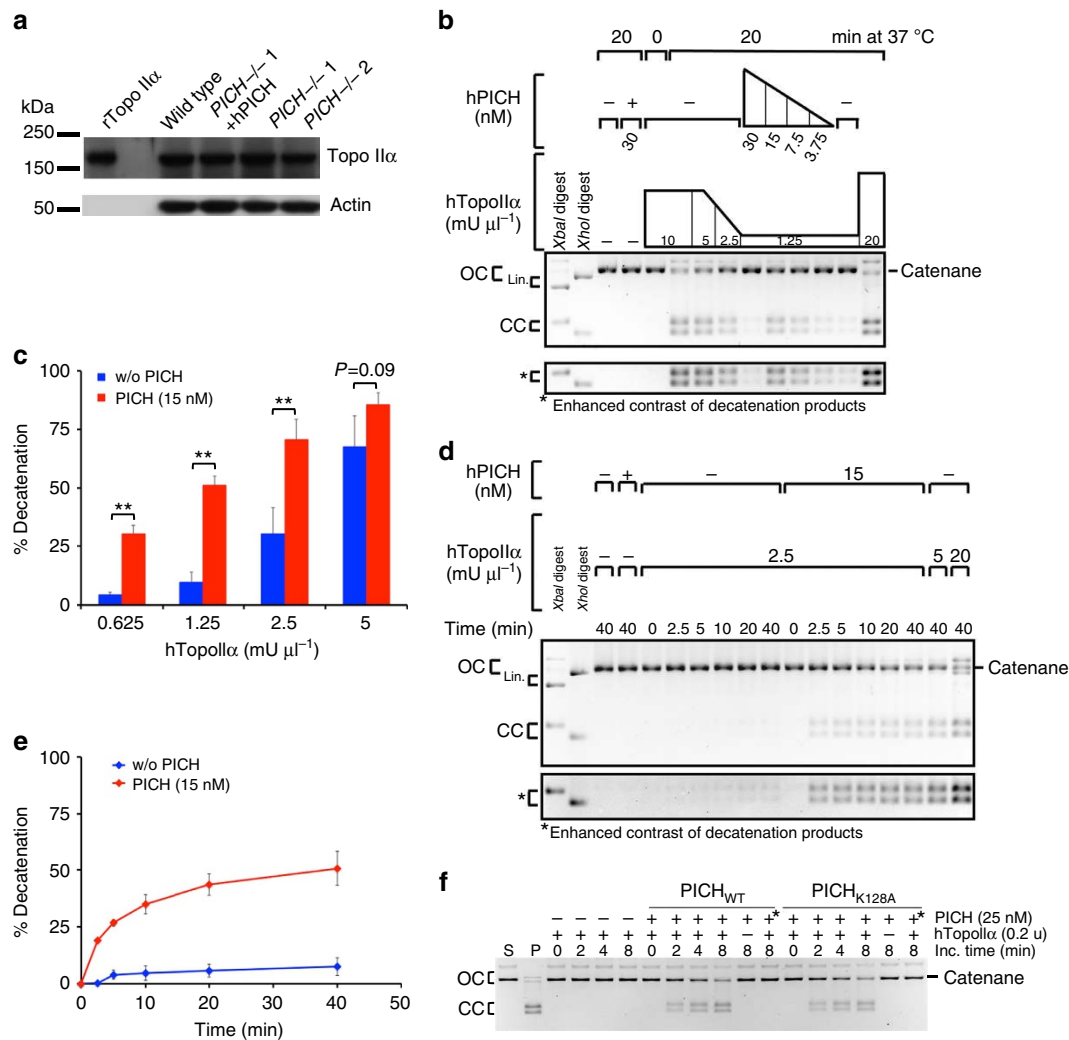 a
kDa
rTopo IIα
Wild type
PICH–/– 1
+hPICH
PICH–/– 1
PICH–/– 2
250
150
Topo IIα
50
Actin
b
20 0 20 min at 37 °C
hPICH
(nM)
– + – –
30 30 15 7.5 3.75
hTopoIIα
(mU μl–1)
XbaI digest
XhoI digest
– – 10 5 2.5 1.25 20
OC
Lin.
Catenane
CC
*
* Enhanced contrast of decatenation products
c
100
75
50
25
0
% Decatenation
w/o PICH
PICH (15 nM)
**
**
**
P=0.09
0.625 1.25 2.5 5
hTopoIIα (mU μl–1)
d
hPICH
(nM)
– + – 15 –
hTopoIIα
(mU μl–1)
XbaI digest
XhoI digest
– – 2.5 5 20
Time (min) 40 40 0 2.5 5 10 20 40 0 2.5 5 10 20 40 40 40
OC
Lin.
Catenane
CC
*
*Enhanced contrast of decatenation products
e
100
75
50
25
0
% Decatenation
w/o PICH
PICH (15 nM)
0 10 20 30 40 50
Time (min)
f
PICHWT PICHK128A
– – – – + + + + + +* + + + + – +* PICH (25 nM)
+ + + + + + + + – + + + + + – + hTopoIIα (0.2 u)
S P 0 2 4 8 0 2 4 8 8 8 0 2 4 8 8 8 Inc. time (min)
OC
Catenane
CC